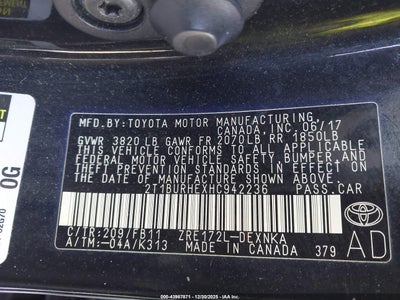 MFD.BY:TOYOTA MOTOR MANUFACTURING
CANADA, INC. 06/17
GVWR 3820LB GAWR FR 2070LB RR 1850LB
THIS VEHICLE CONFORMS TO ALL APPLICABLE
FEDERAL MOTOR VEHICLE SAFETY, BUMPER, AND
THEFT PREVENTION STANDARDS IN EFFECT ON
THE DATE OF MANUFACTURE SHOWN ABOVE.
2T1BURHEXHC942236 PASS.CAR
C/TR:209/FB11 ZRE172L-DEXNKA
A/TM:-04A/K313 MADE IN CANADA 379
AD
TOYOTA
0G
000-43967871 - 12/30/2025 - IAA Inc.